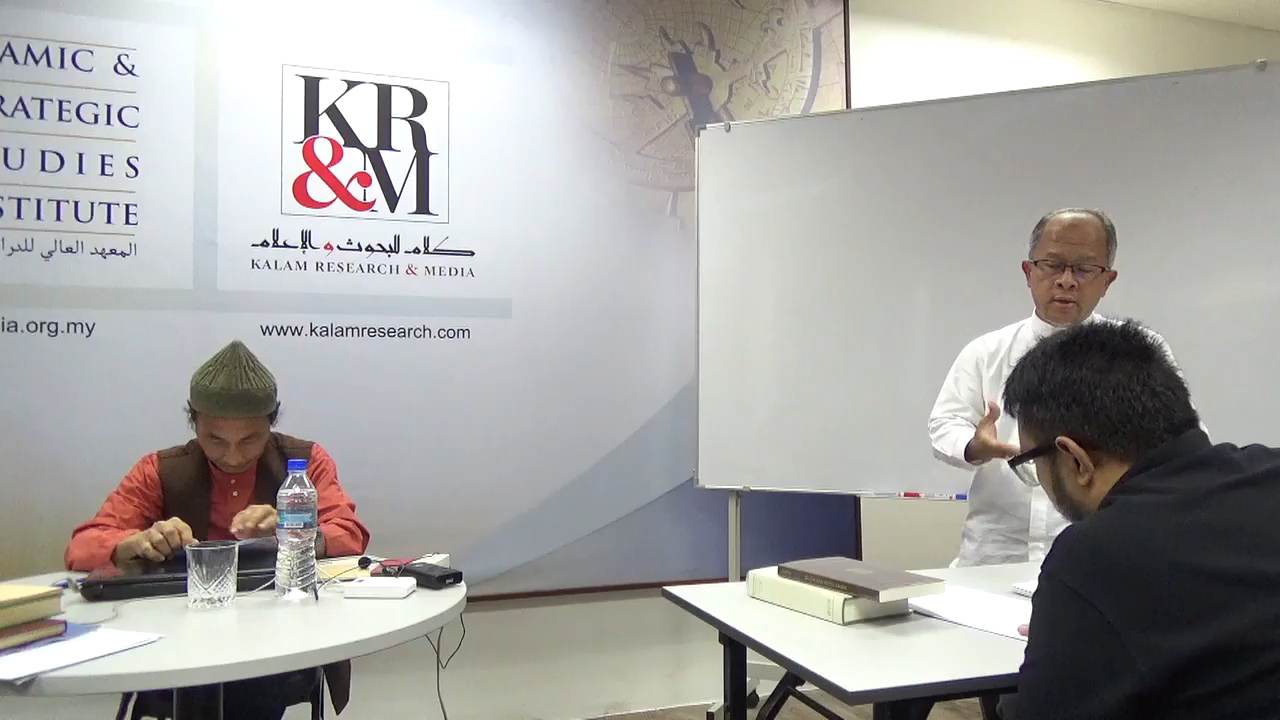 AMIC &
RATEGIC
UDIES
STITUTE
المعهد العالي للدرا
ia.org.my
KR
&M
كلام للبحوث و الإعلام
KALAM RESEARCH & MEDIA
www.kalamresearch.com